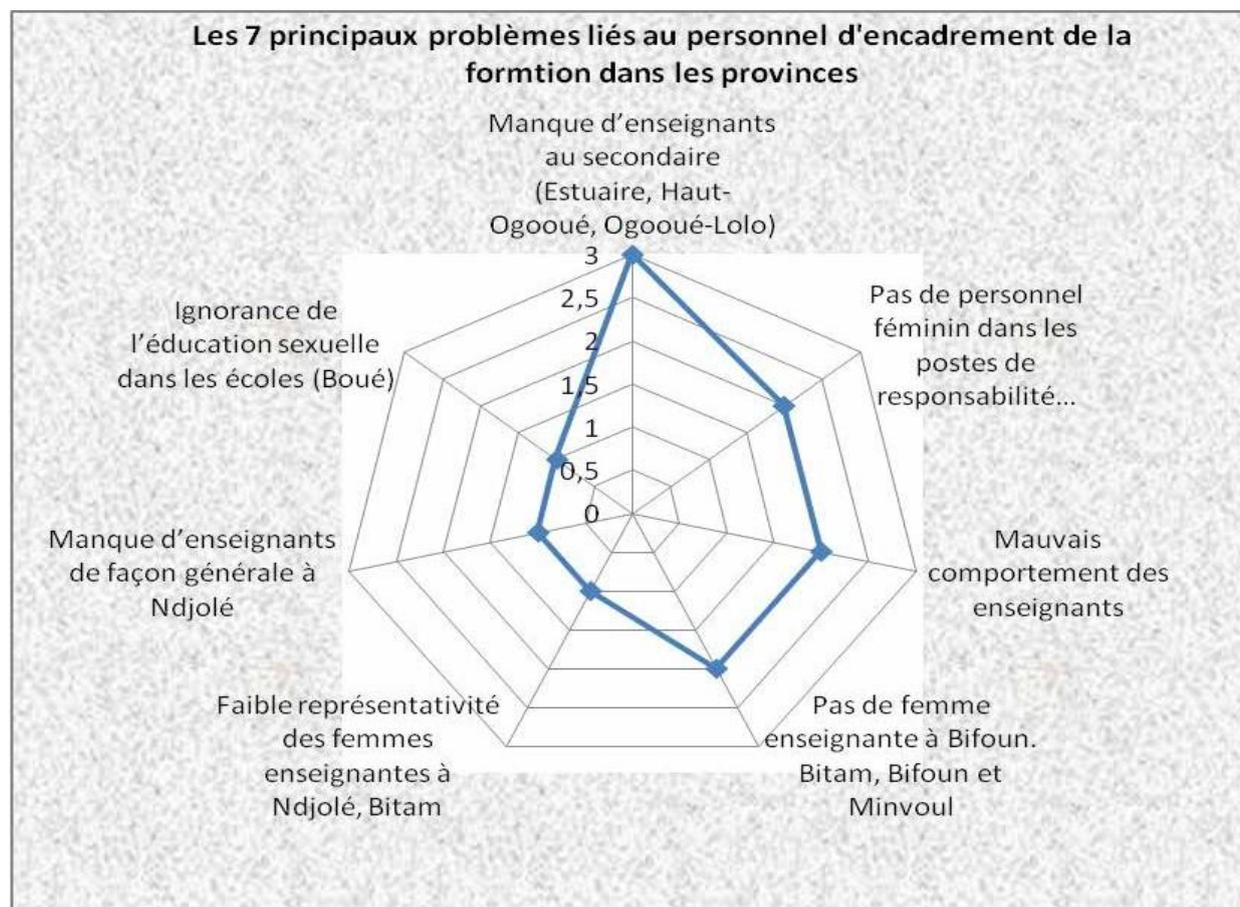 Les 7 principaux problèmes liés au personnel d'encadrement de la
formtion dans les provinces
Manque d’enseignants
au secondaire
(Estuaire, Haut-
Ogooué, Ogooué-Lolo)
Pas de personnel
féminin dans les
postes de
responsabilité...
Mauvais
comportement des
enseignants
Pas de femme
enseignante à Bifoun.
Bitam, Bifoun et
Minvoul
Faible représentativité
des femmes
enseignantes à
Ndjolé, Bitam
Manque d’enseignants
de façon générale à
Ndjolé
Ignorance de
l’éducation sexuelle
dans les écoles (Boué)
3
2,5
2
1,5
1
0,5
0